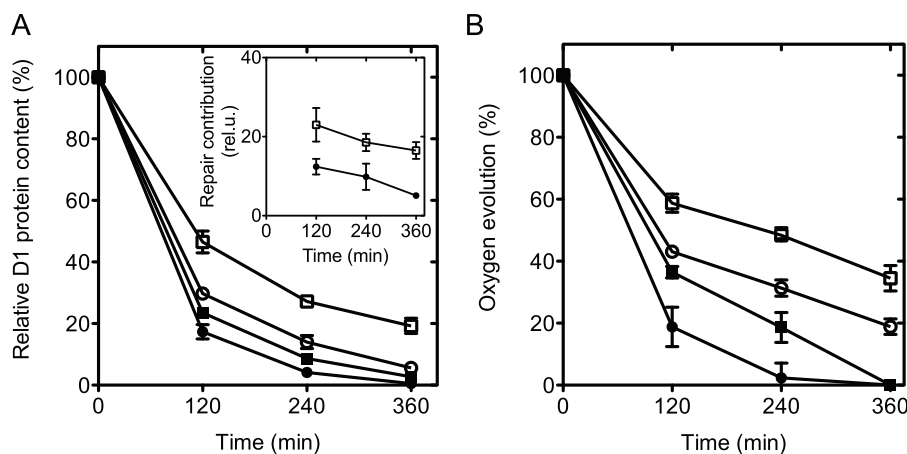 A
Relative D1 protein content (%)
100
80
60
40
20
0
0 120 240 360
Time (min)
Repair contribution
(rel.u.)
40
20
0
120 240 360
Time (min)
B
Oxygen evolution (%)
100
80
60
40
20
0
0 120 240 360
Time (min)